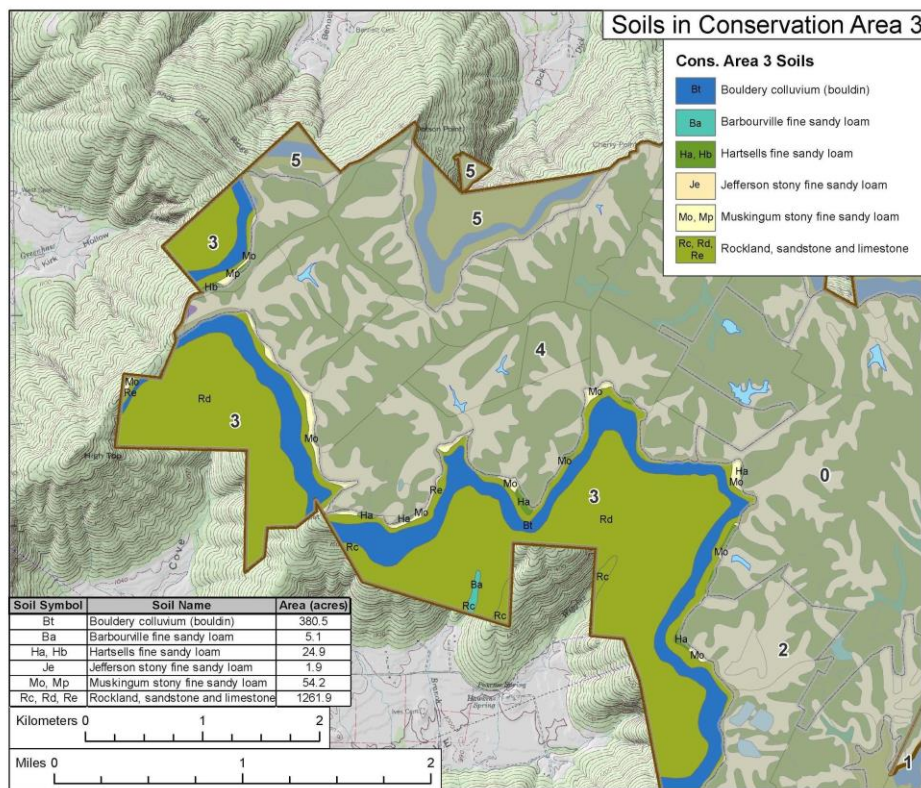 Soils in Conservation Area 3
Cons. Area 3 Soils
Bt Bouldery colluvium (bouldin)
Ba Barbourville fine sandy loam
Ha, Hb Hartsells fine sandy loam
Je Jefferson stony fine sandy loam
Mo, Mp Muskingum stony fine sandy loam
Rc, Rd, Re Rockland, sandstone and limestone
Cherry Point
5
5
5
3
Mo
Mp
Hb
4
Mo
Re
Rd
3
Mo
High Top
Mo
Mo
Ha
Mo
0
Re
Mo
Ha
3
Bt
Rd
Ha
Ha
Mo
Rc
Mo
Ba
Rc
Rc
Rc
Ha
Mo
2
1
Cove
Soil Symbol Soil Name Area (acres)
Bt Bouldery colluvium (bouldin) 380.5
Ba Barbourville fine sandy loam 5.1
Ha, Hb Hartsells fine sandy loam 24.9
Je Jefferson stony fine sandy loam 1.9
Mo, Mp Muskingum stony fine sandy loam 54.2
Rc, Rd, Re Rockland, sandstone and limestone 1261.9
Kilometers 0 1 2
Miles 0 1 2